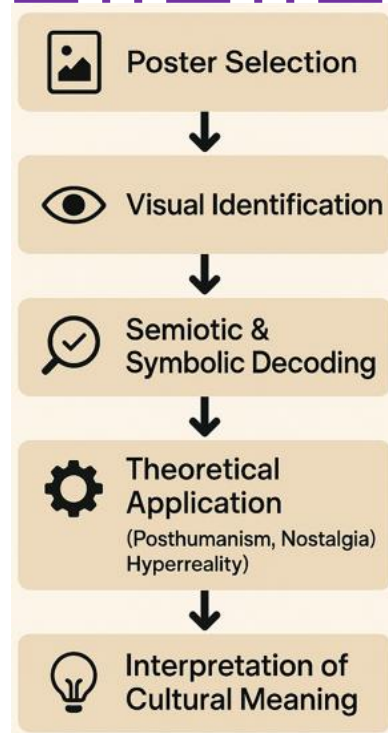 Poster Selection
Visual Identification
Semiotic &
Symbolic Decoding
Theoretical
Application
(Posthumanism, Nostalgia)
Hyperreality)
Interpretation of
Cultural Meaning